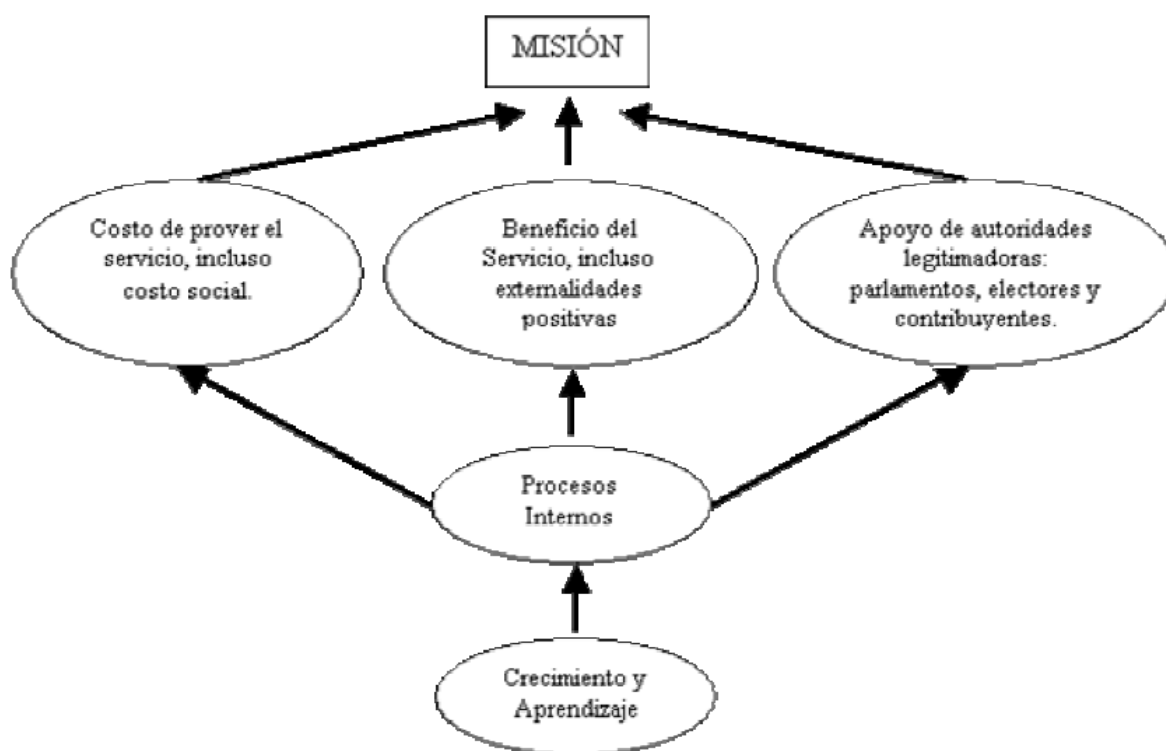 MISIÓN
Costo de prover el
servicio, incluso
costo social.
Beneficio del
Servicio, incluso
externalidades
positivas
Apoyo de autoridades
legitimadoras:
parlamentos, electores y
contribuyentes.
Procesos
Internos
Crecimiento y
Aprendizaje